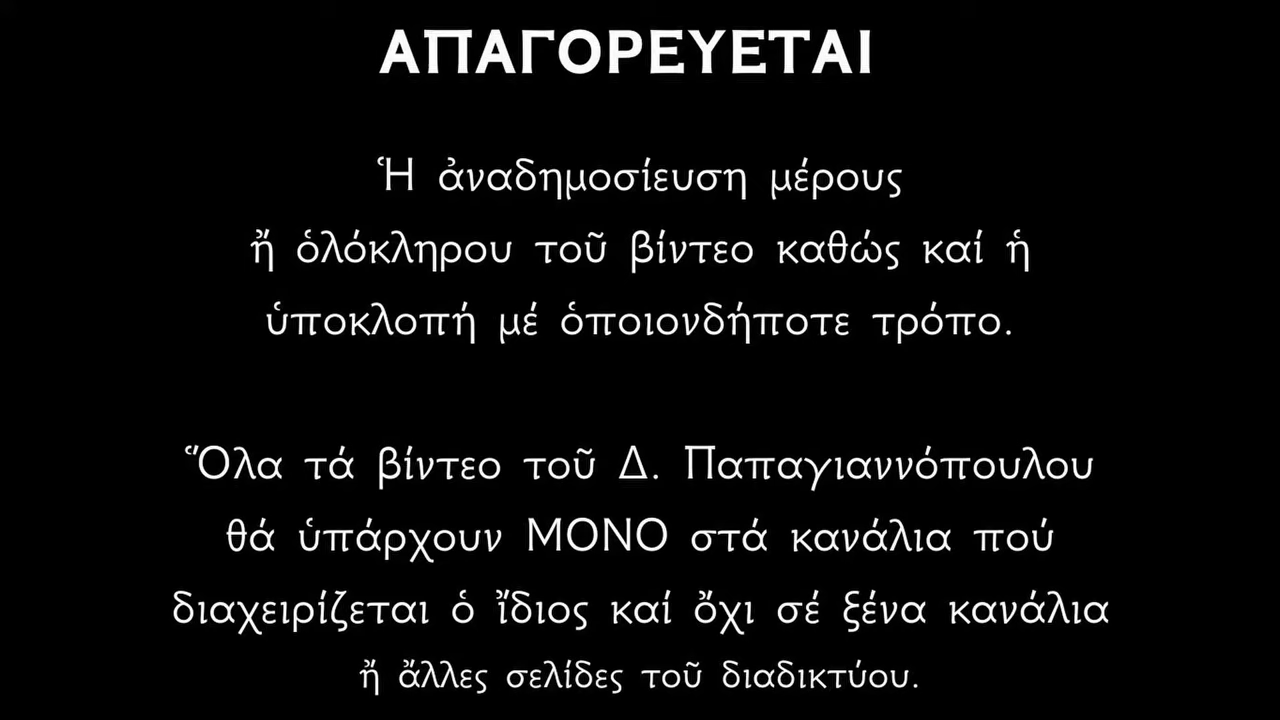 ΑΠΑΓΟΡΕΥΕΤΑΙ
Ἡ ἀναδημοσίευση μέρους
ἤ ὁλόκληρου τοῦ βίντεο καθώς καί ἡ
ὑποκλοπή μέ ὁποιονδήποτε τρόπο.
Ὅλα τά βίντεο τοῦ Δ. Παπαγιαννόπουλου
θά ὑπάρχουν ΜΟΝΟ στά κανάλια πού
διαχειρίζεται ὁ ἴδιος καί ὄχι σέ ξένα κανάλια
ἤ ἄλλες σελίδες τοῦ διαδικτύου.